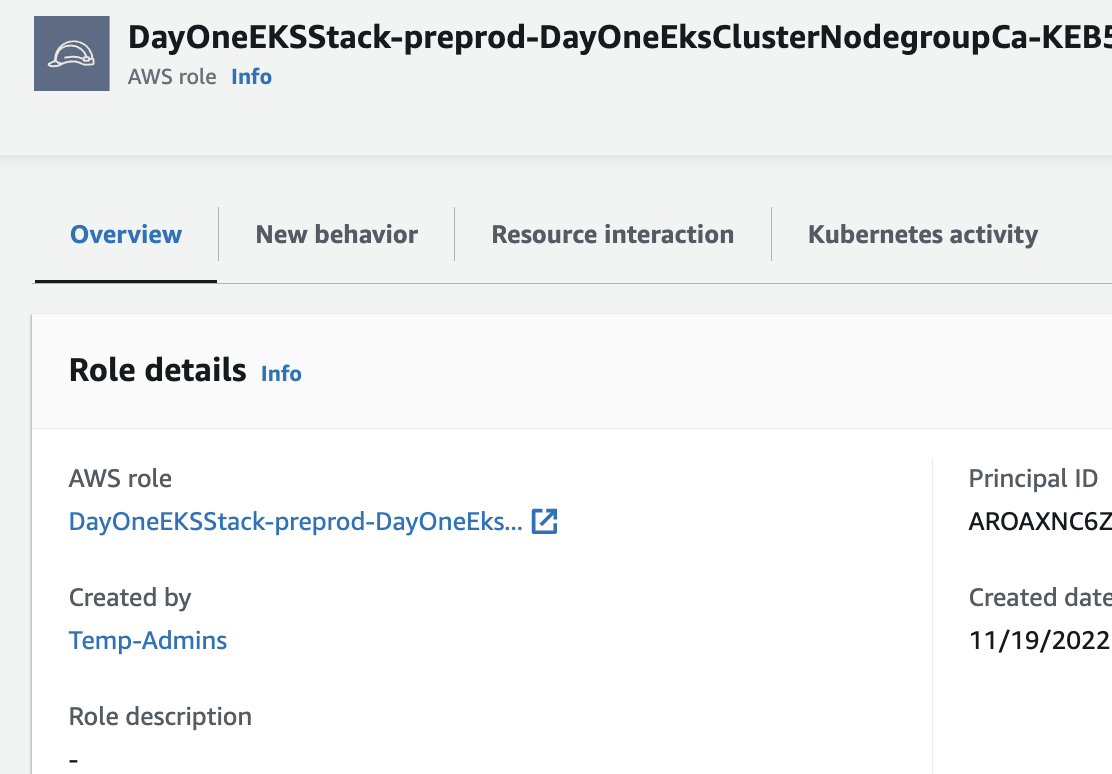 DayOneEKSStack-preprod-DayOneEksClusterNodegroupCa-KEB5
AWS role Info
Overview New behavior Resource interaction Kubernetes activity
Role details Info
AWS role
DayOneEKSStack-preprod-DayOneEks...
Principal ID
AROAXNC6Z
Created by
Temp-Admins
Created date
11/19/2022
Role description
-